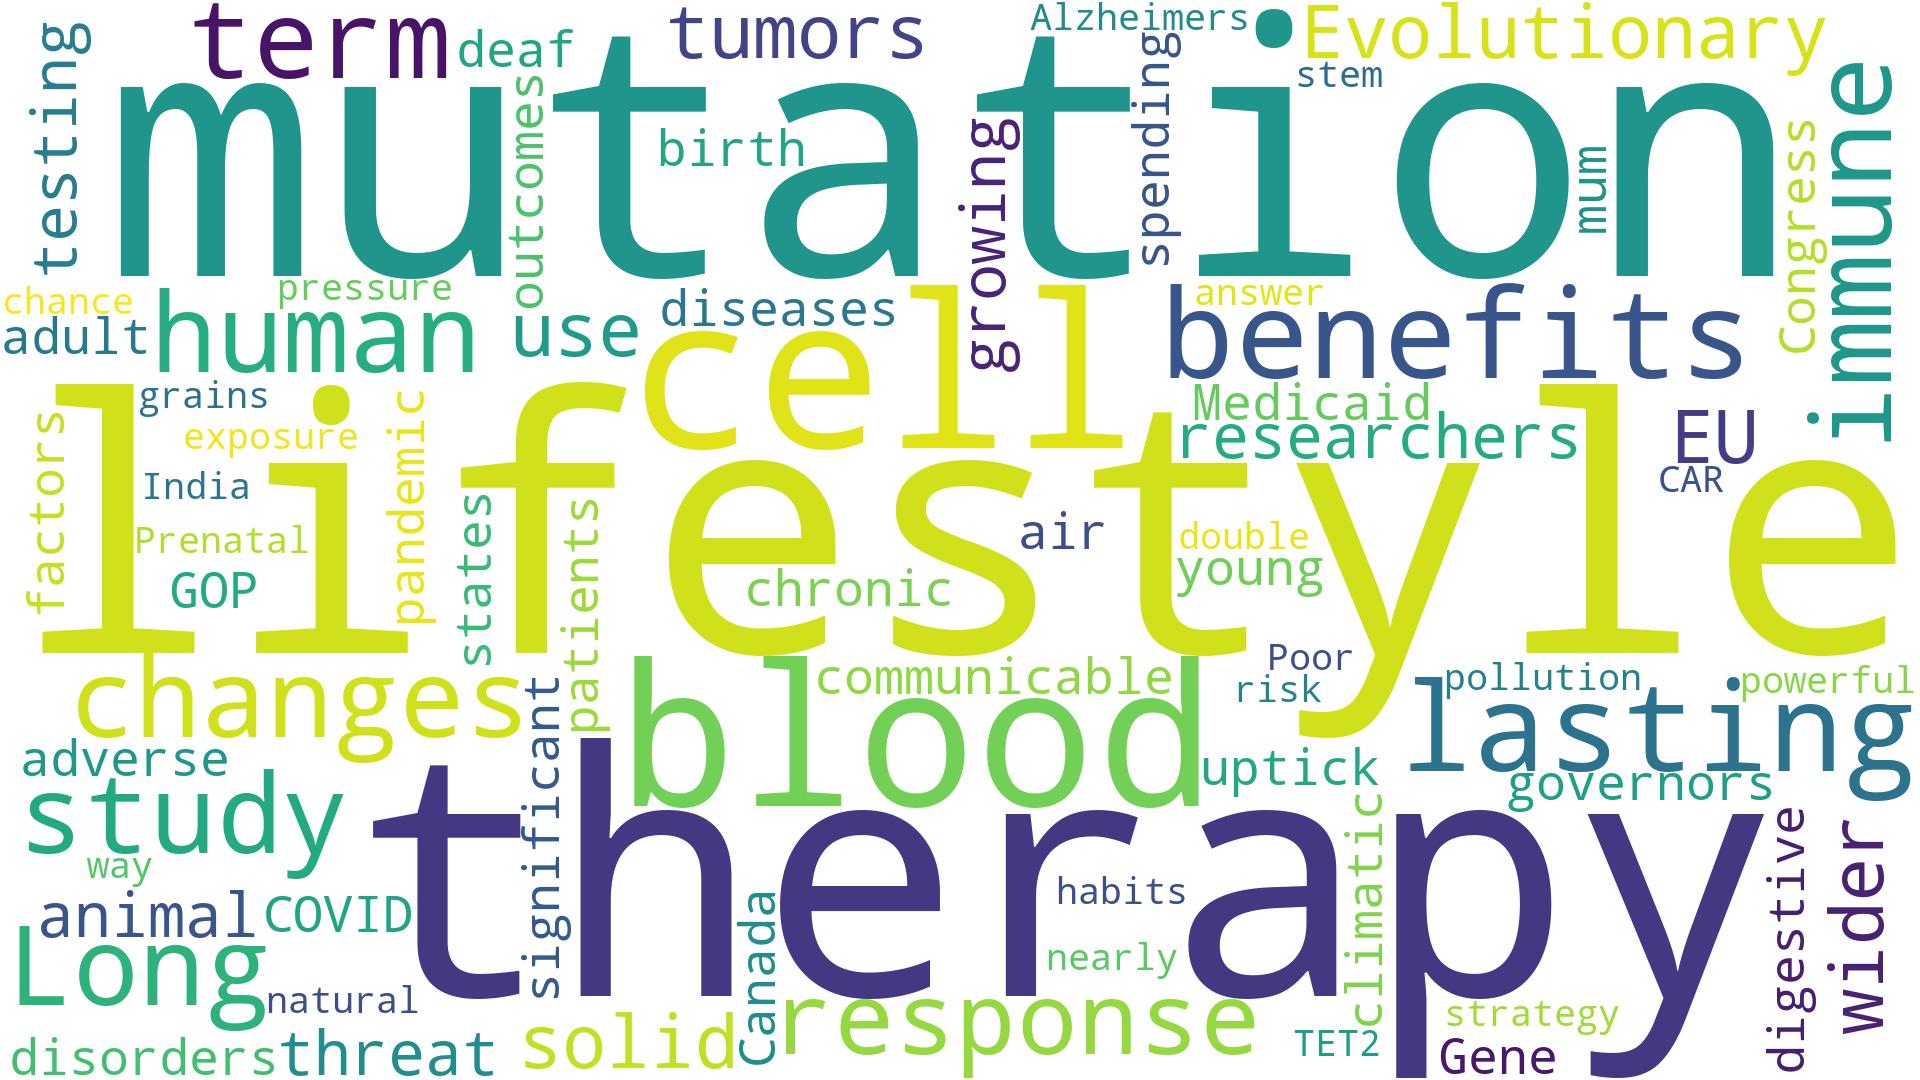 term
deaf
tumors
Alzheimers
Evolutionary
testing
mutation
outcomes
birth
growing
spending
stem
mum
Congress
immune
chance
pressure
adult
human
use
diseases
cell
answer
benefits
factors
grains
exposure
pandemic
lifestyle
Medicaid
researchers
EU
CAR
India
Prenatal
GOP
states
patients
air
double
young
chronic
changes
significant
blood
communicable
Poor
risk
pollution
powerful
lasting
adverse
study
way
uptick
governors
therapy
animal
COVID
Long
natural
disorders
threat
solid
Canada
habits
nearly
response
climatic
TET2
strategy
Gene
digestive
wider